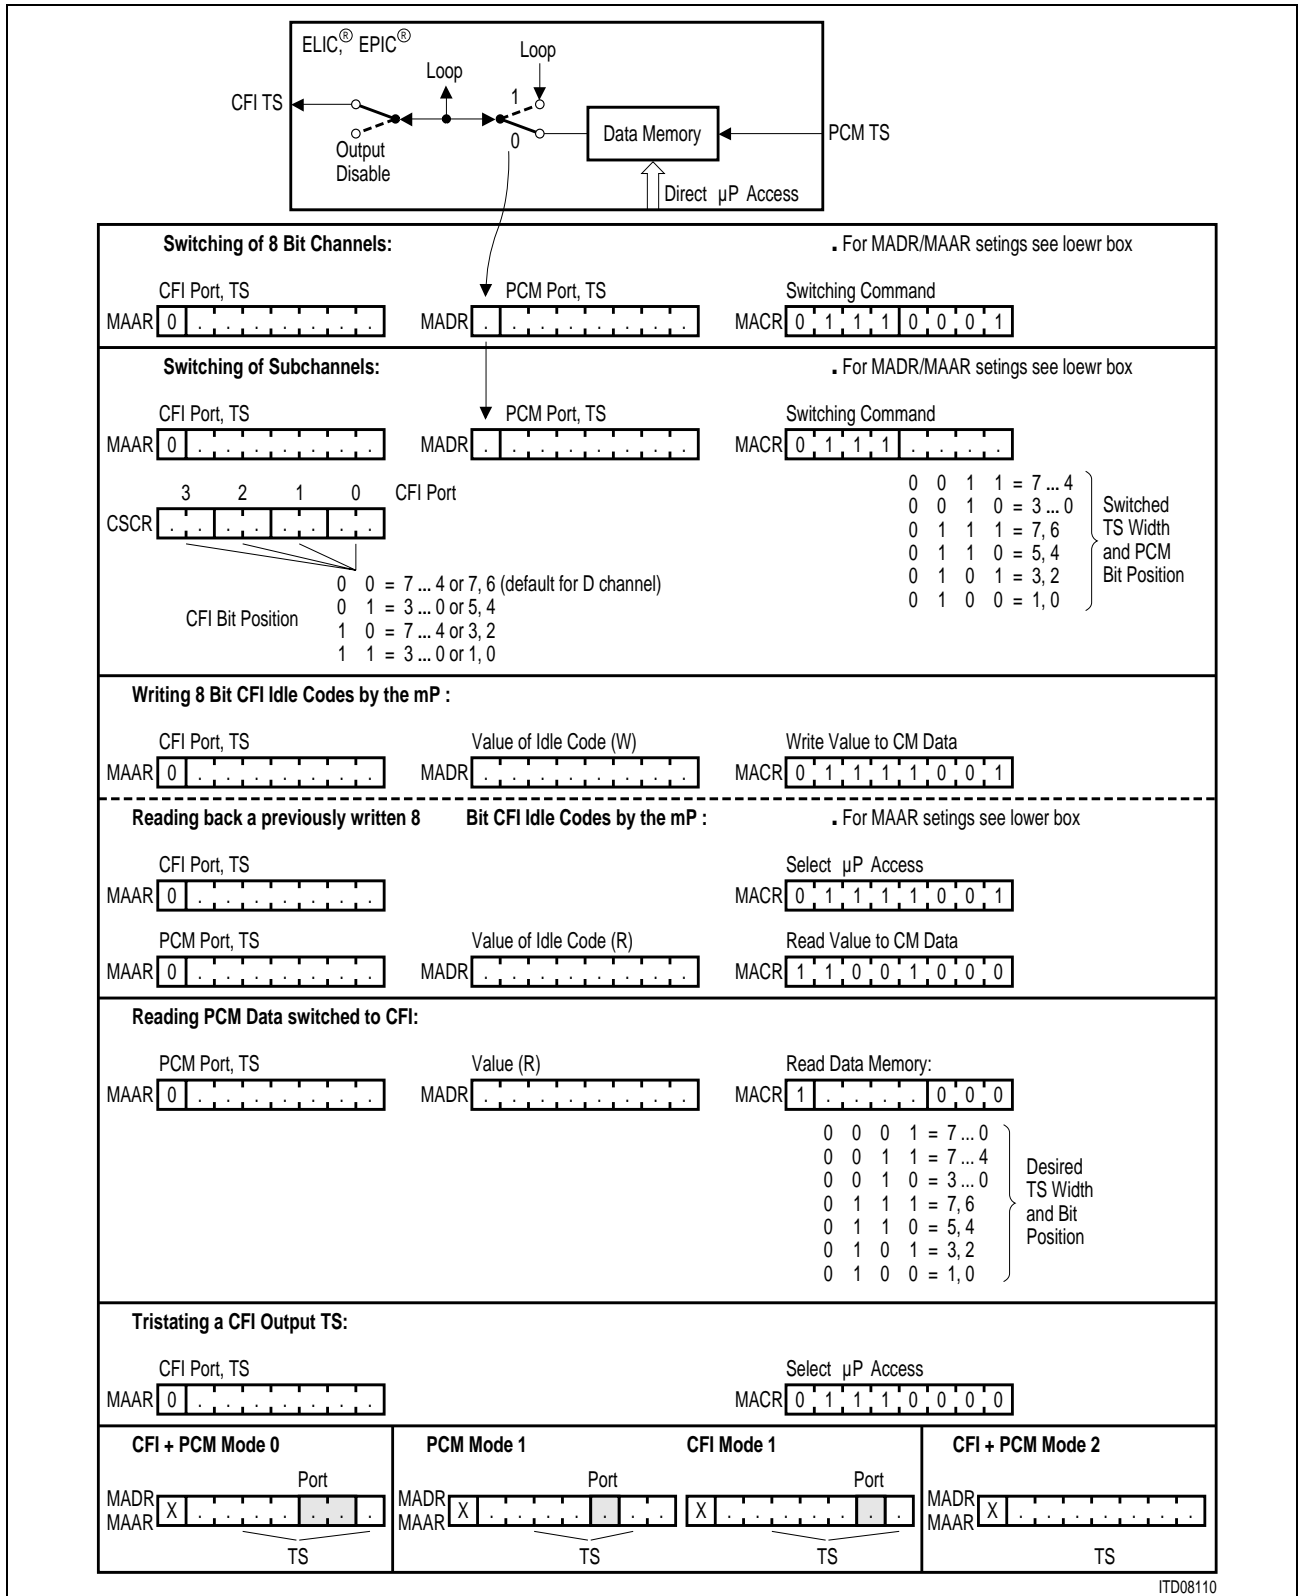 ELIC,® EPIC®
Loop
Loop
CFI TS
1
0
Data Memory
PCM TS
Output
Disable
Direct µP Access
Switching of 8 Bit Channels:
. For MADR/MAAR setings see loewr box
CFI Port, TS PCM Port, TS Switching Command
MAAR 0 . . . . . . . MADR . . . . . . . . MACR 0 1 1 1 0 0 0 1
Switching of Subchannels:
. For MADR/MAAR setings see loewr box
CFI Port, TS PCM Port, TS Switching Command
MAAR 0 . . . . . . . MADR . . . . . . . . MACR 0 1 1 1 . . . .
3 2 1 0 CFI Port
CSCR . . . . . . . .
CFI Bit Position
0 0 = 7 ... 4 or 7, 6 (default for D channel)
0 1 = 3 ... 0 or 5, 4
1 0 = 7 ... 4 or 3, 2
1 1 = 3 ... 0 or 1, 0
0 0 1 1 = 7 ... 4
0 0 1 0 = 3 ... 0
0 1 1 1 = 7, 6
0 1 1 0 = 5, 4
0 1 0 1 = 3, 2
0 1 0 0 = 1, 0
Switched
TS Width
and PCM
Bit Position
Writing 8 Bit CFI Idle Codes by the mP :
CFI Port, TS Value of Idle Code (W) Write Value to CM Data
MAAR 0 . . . . . . . MADR . . . . . . . . MACR 0 1 1 1 1 0 0 1
Reading back a previously written 8 Bit CFI Idle Codes by the mP :
. For MAAR setings see lower box
CFI Port, TS Select µP Access
MAAR 0 . . . . . . . MACR 0 1 1 1 1 0 0 1
PCM Port, TS Value of Idle Code (R) Read Value to CM Data
MAAR 0 . . . . . . . MADR . . . . . . . . MACR 1 1 0 0 1 0 0 0
Reading PCM Data switched to CFI:
PCM Port, TS Value (R) Read Data Memory:
MAAR 0 . . . . . . . MADR . . . . . . . . MACR 1 . . . . 0 0 0
0 0 0 1 = 7 ... 0
0 0 1 1 = 7 ... 4
0 0 1 0 = 3 ... 0
0 1 1 1 = 7, 6
0 1 1 0 = 5, 4
0 1 0 1 = 3, 2
0 1 0 0 = 1, 0
Desired
TS Width
and Bit
Position
Tristating a CFI Output TS:
CFI Port, TS Select µP Access
MAAR 0 . . . . . . . MACR 0 1 1 1 0 0 0 0
CFI + PCM Mode 0 PCM Mode 1 CFI Mode 1 CFI + PCM Mode 2
Port Port Port
MADR MADR MADR
MAAR X . . . . . . . MAAR X . . . . . . . X . . . . . . . MAAR X . . . . . . .
TS TS TS TS
ITD08110